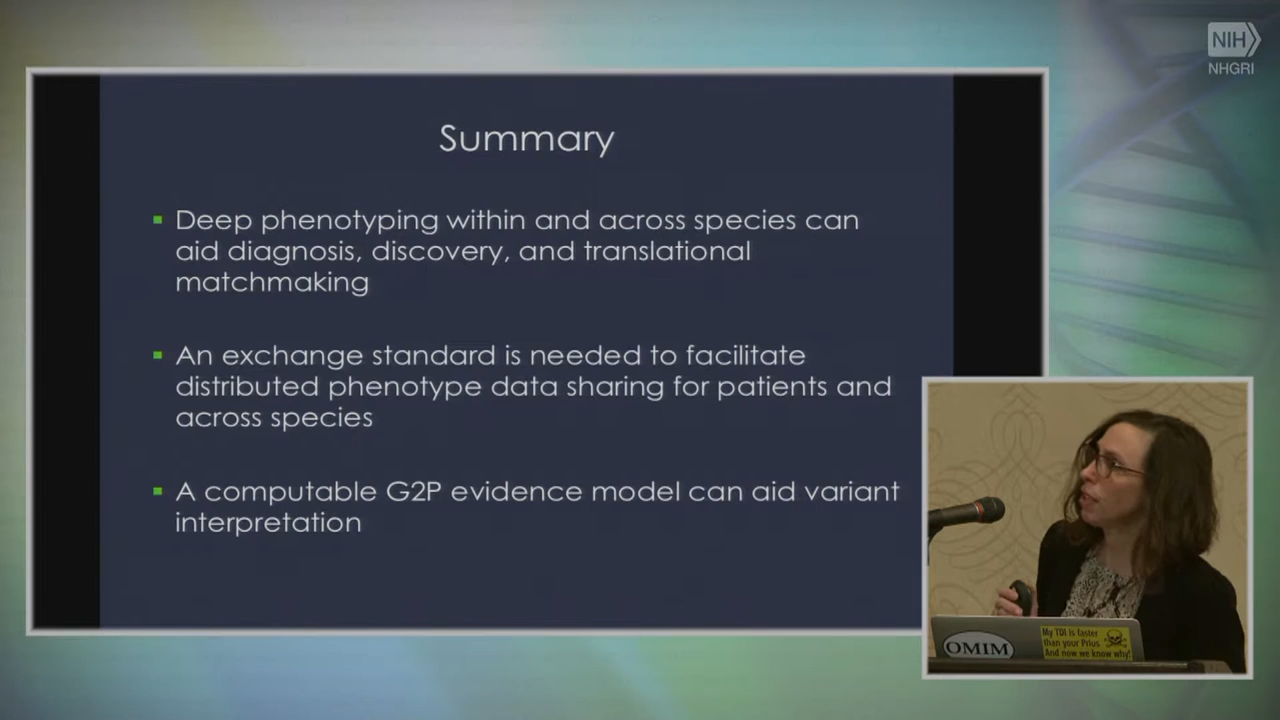 NIH
NHGRI
Summary
Deep phenotyping within and across species can
aid diagnosis, discovery, and translational
matchmaking
An exchange standard is needed to facilitate
distributed phenotype data sharing for patients and
across species
A computable G2P evidence model can aid variant
interpretation
OMIM
My TDI is faster
than your Prius
And now we know why!